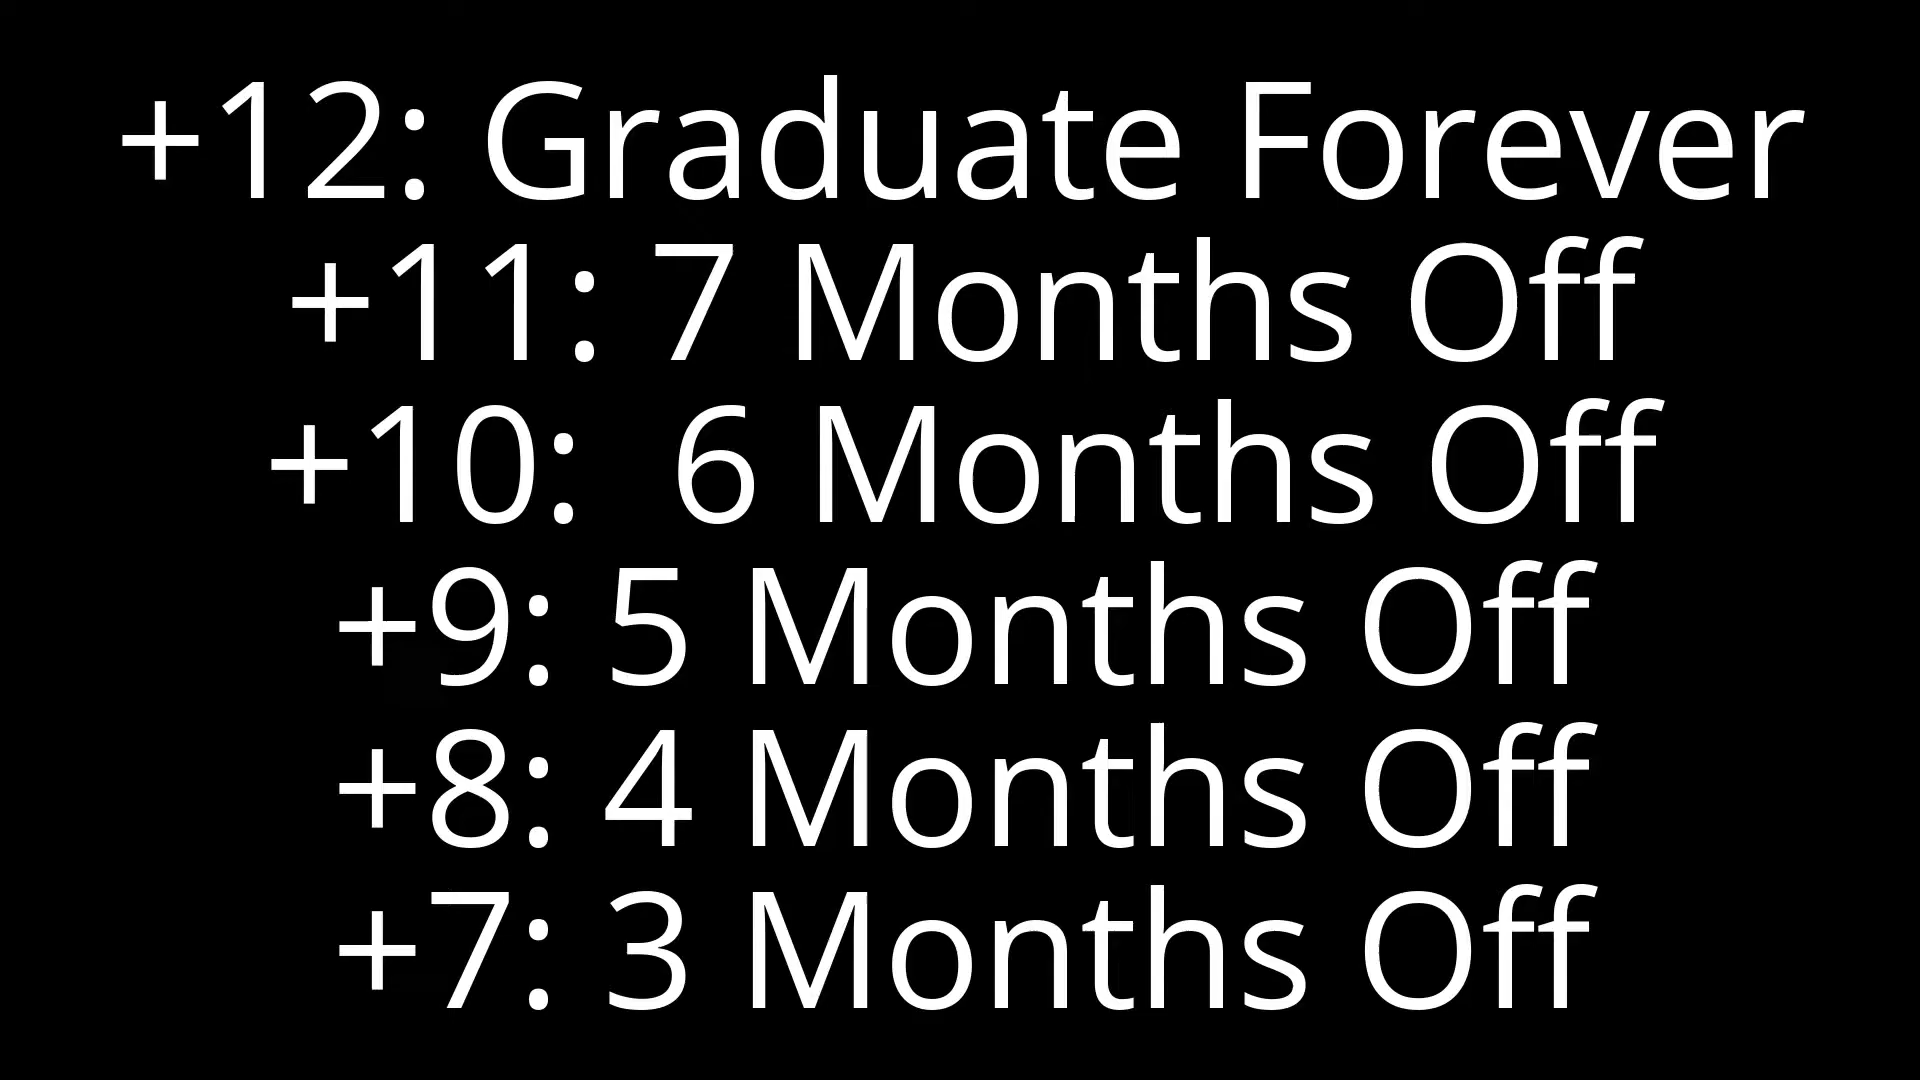 +12: Graduate Forever
+11: 7 Months Off
+10:  6 Months Off
+9: 5 Months Off
+8: 4 Months Off
+7: 3 Months Off